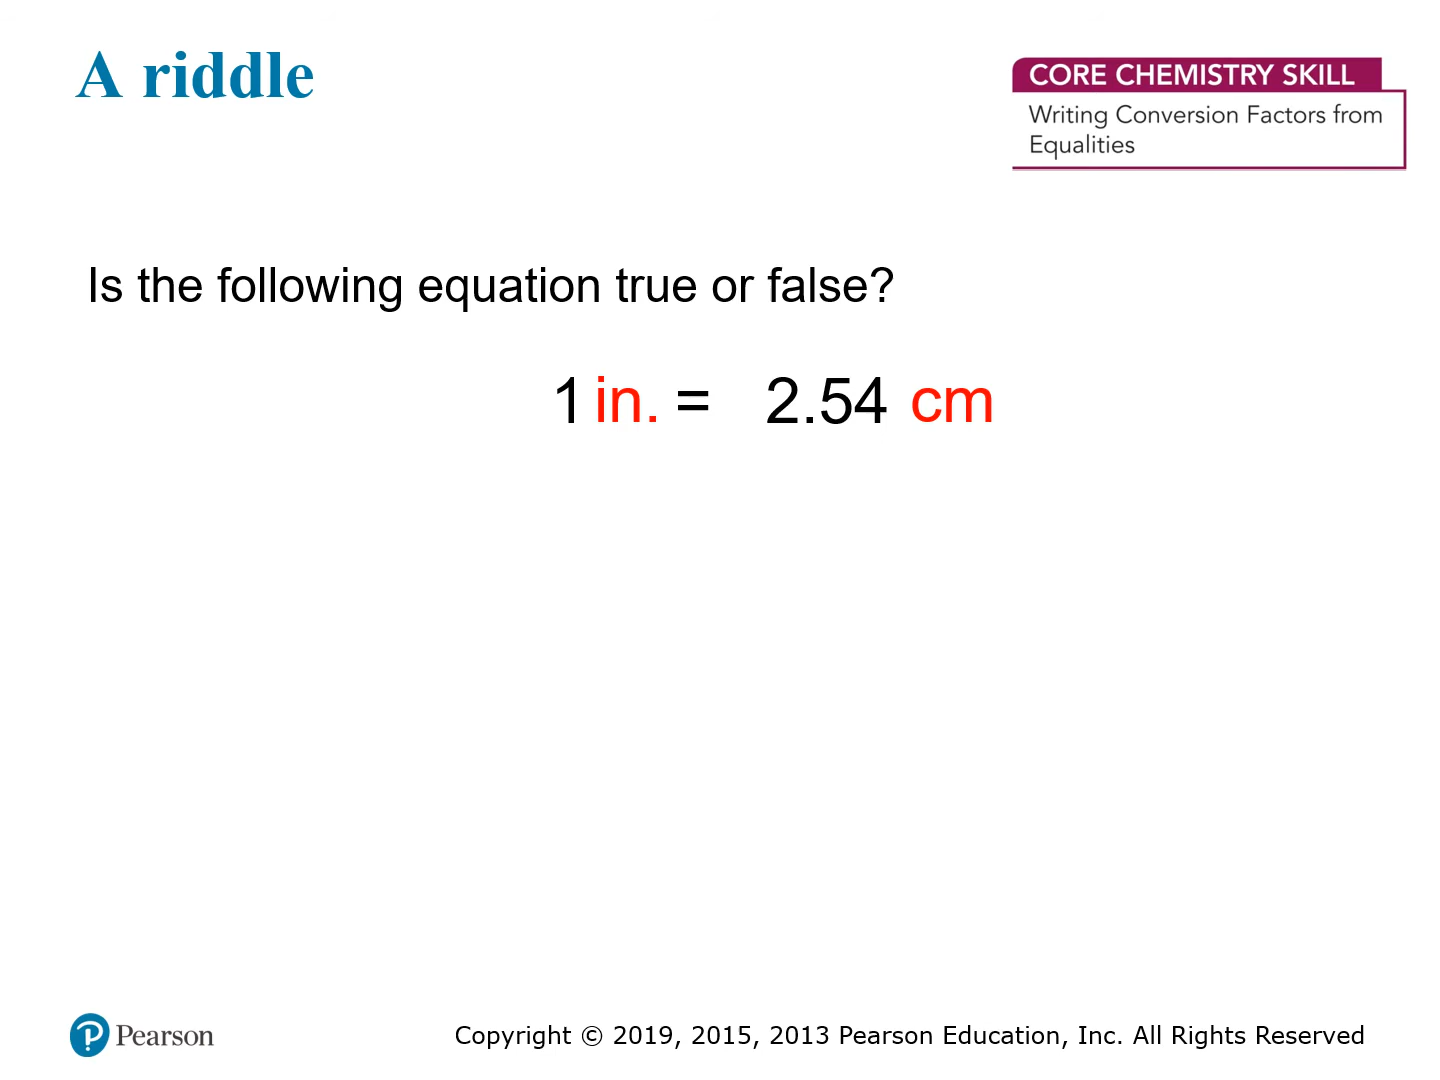 A riddle
CORE CHEMISTRY SKILL
Writing Conversion Factors from
Equalities
Is the following equation true or false?
1 in. = 2.54 cm
Pearson
Copyright © 2019, 2015, 2013 Pearson Education, Inc. All Rights Reserved